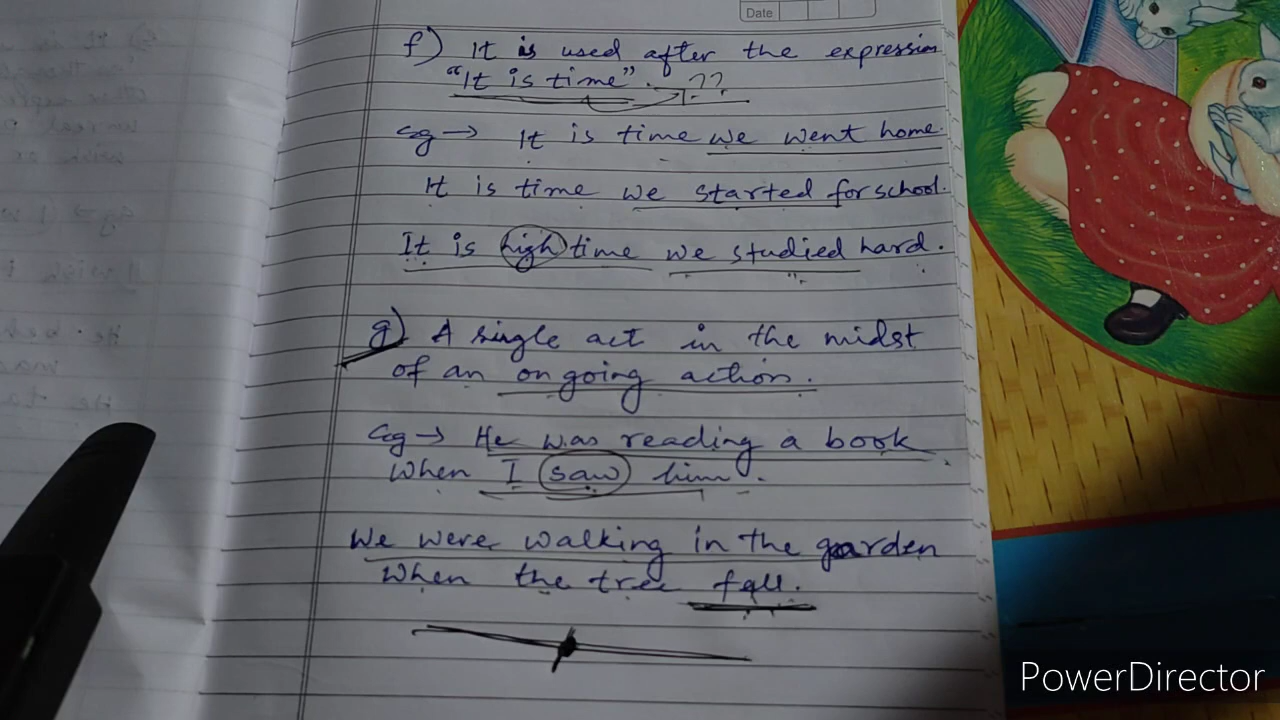 Date
f) It is used after the expression
"It is time". ??
eg → It is time we went home.
It is time we started for school.
It is high time we studied hard.
g) A single act in the midst
of an ongoing action.
eg → He was reading a book
when I saw him.
We were walking in the garden
when the tree fell.
PowerDirector